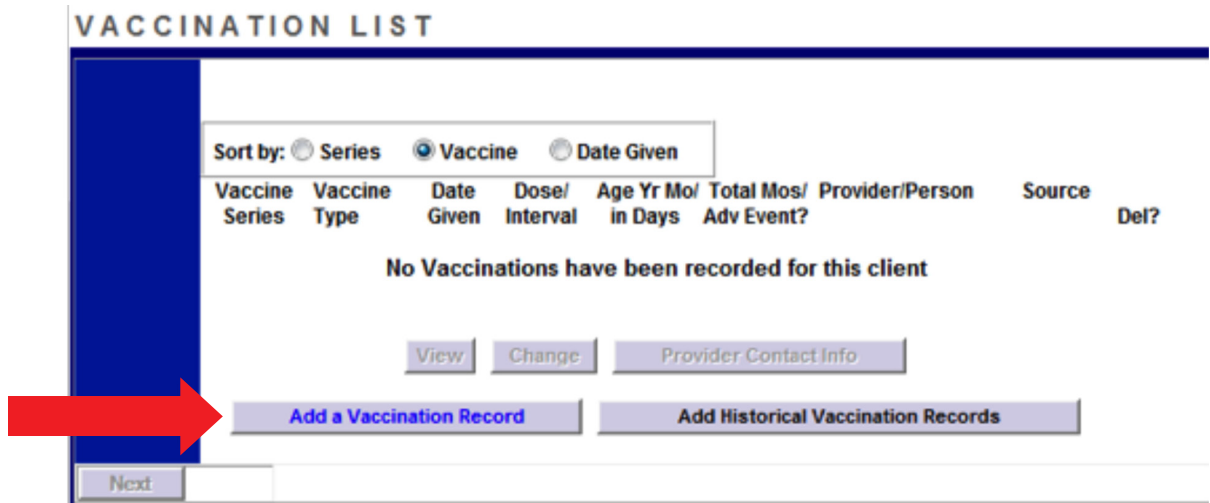 VACCINATION LIST
Sort by: Series Vaccine Date Given
Vaccine Vaccine Date Dose/ Age Yr Mo/ Total Mos/ Provider/Person Source
Series Type Given Interval in Days Adv Event? Del?
No Vaccinations have been recorded for this client
View Change Provider Contact Info
Add a Vaccination Record Add Historical Vaccination Records
Next